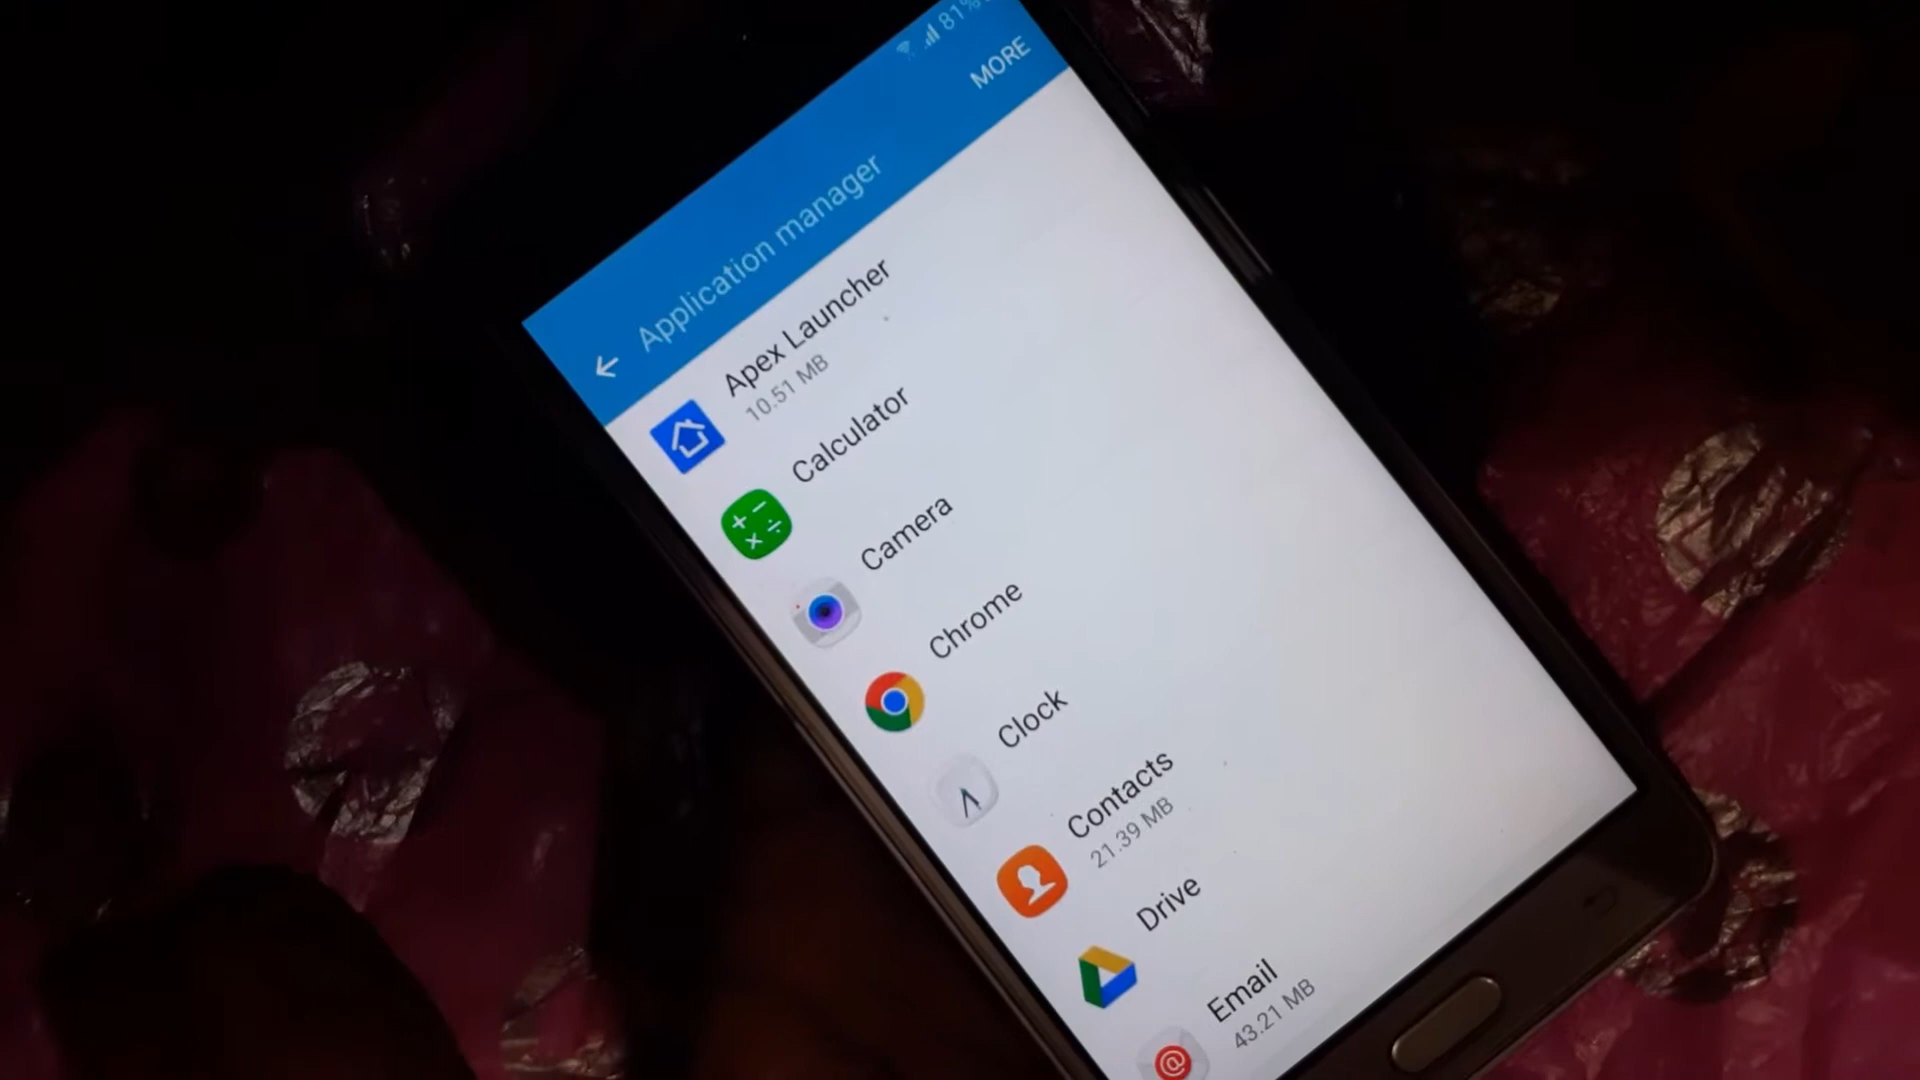 81%
MORE
Application manager
Apex Launcher
10.51 MB
Calculator
Camera
Chrome
Clock
Contacts
21.39 MB
Drive
Email
43.21 MB